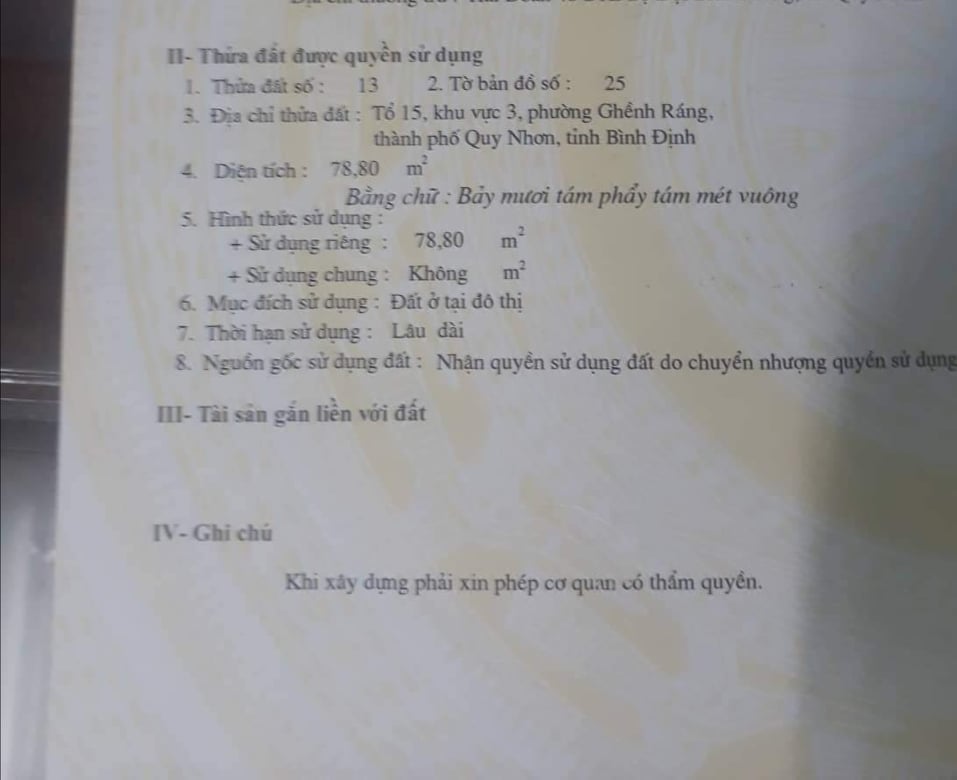 II- Thửa đất được quyền sử dụng
1. Thửa đất số : 13 2. Tờ bản đồ số : 25
3. Địa chỉ thửa đất : Tổ 15, khu vực 3, phường Ghềnh Ráng,
thành phố Quy Nhơn, tỉnh Bình Định
4. Diện tích : 78,80 m²
Bằng chữ : Bảy mươi tám phẩy tám mét vuông
5. Hình thức sử dụng :
+ Sử dụng riêng : 78,80 m²
+ Sử dụng chung : Không m²
6. Mục đích sử dụng : Đất ở tại đô thị
7. Thời hạn sử dụng : Lâu dài
8. Nguồn gốc sử dụng đất : Nhận quyền sử dụng đất do chuyển nhượng quyền sử dụng
III- Tài sản gắn liền với đất
IV- Ghi chú
Khi xây dựng phải xin phép cơ quan có thẩm quyền.